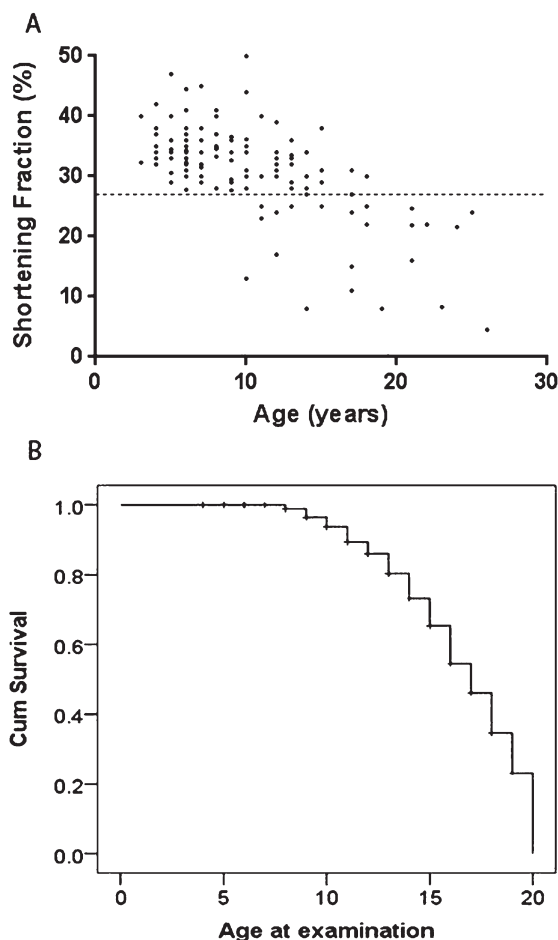 A
Shortening Fraction (%)
50
40
30
20
10
0
0 10 20 30
Age (years)
B
Cum Survival
1.0
0.8
0.6
0.4
0.2
0.0
0 5 10 15 20
Age at examination